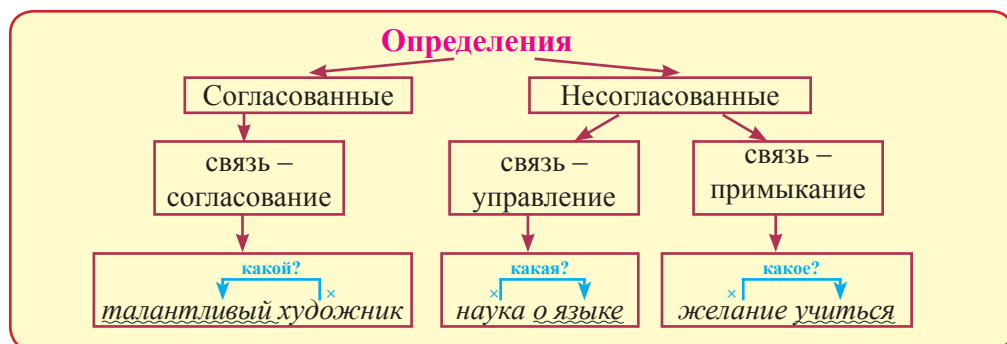 Определения
Согласованные
Несогласованные
связь –
согласование
связь –
управление
связь –
примыкание
какой?
×
талантливый художник
какая?
×
наука о языке
какое?
×
желание учиться